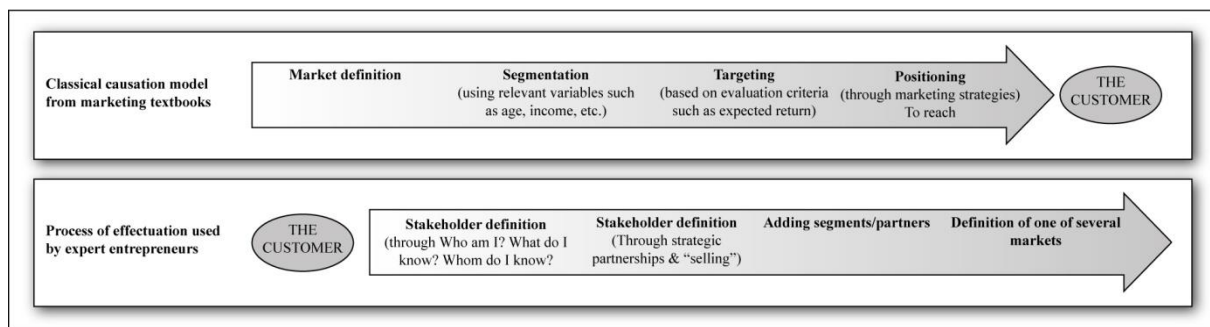 Classical causation model
from marketing textbooks
Market definition
Segmentation
(using relevant variables such
as age, income, etc.)
Targeting
(based on evaluation criteria
such as expected return)
Positioning
(through marketing strategies)
To reach
THE
CUSTOMER
Process of effectuation used
by expert entrepreneurs
THE
CUSTOMER
Stakeholder definition
(through Who am I? What do I
know? Whom do I know?
Stakeholder definition
(Through strategic
partnerships & “selling”)
Adding segments/partners
Definition of one of several
markets